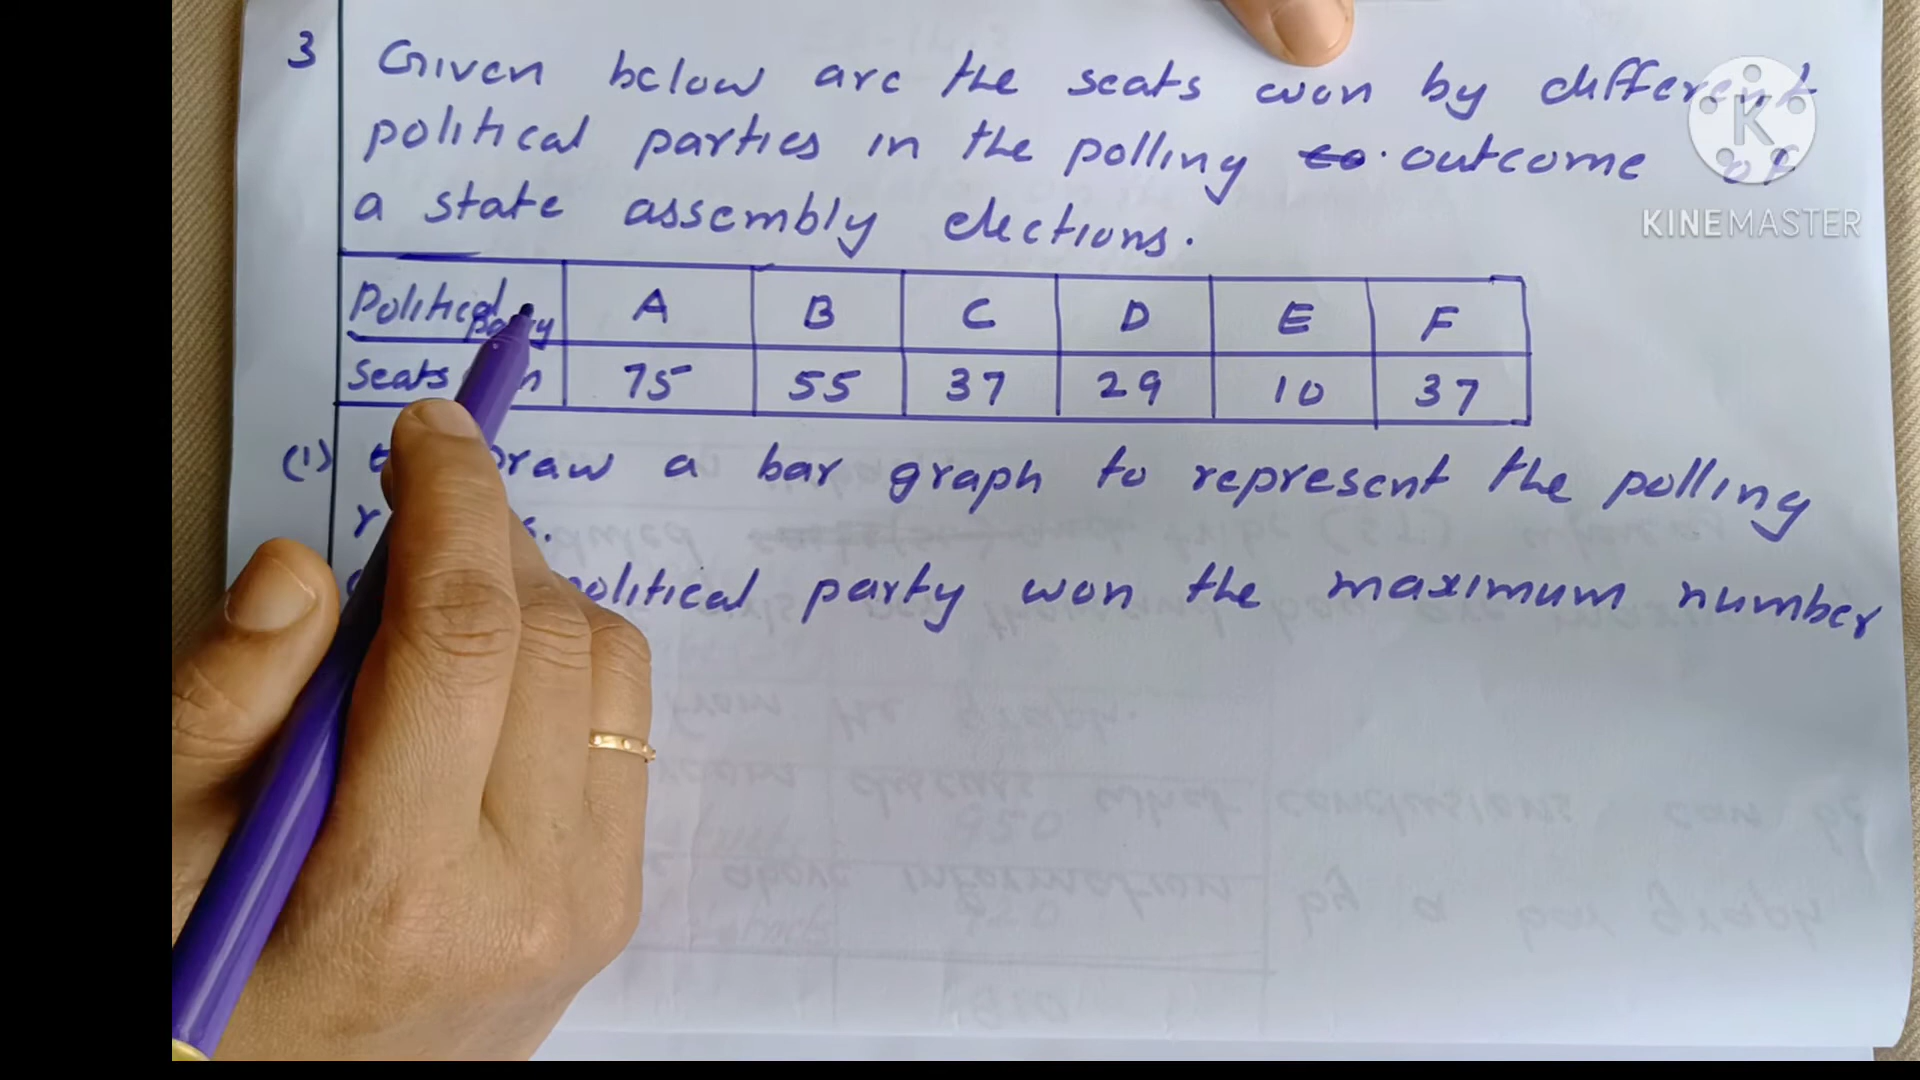 3 Given below are the seats won by different
political parties in the polling outcome of
a state assembly elections.
Political party A B C D E F
Seats 75 55 37 29 10 37
(1) Draw a bar graph to represent the polling
political party won the maximum number
K
KINEMASTER